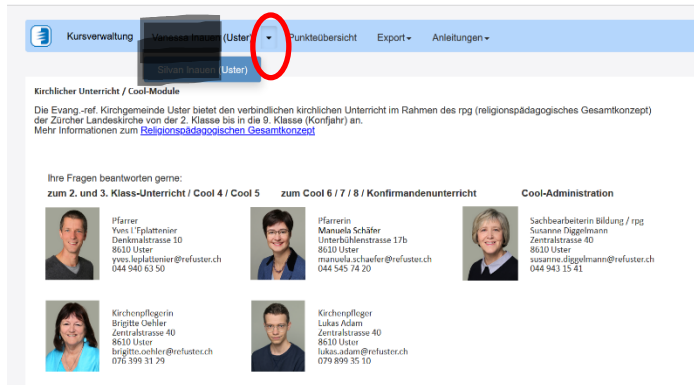 Kursverwaltung
(Uster)
Punkteübersicht
Export
Anleitungen
(Uster)
Kirchlicher Unterricht / Cool-Module
Die Evang.-ref. Kirchgemeinde Uster bietet den verbindlichen kirchlichen Unterricht im Rahmen des rpg (religionspädagogisches Gesamtkonzept)
der Zürcher Landeskirche von der 2. Klasse bis in die 9. Klasse (Konfjahr) an.
Mehr Informationen zum Religionspädagogischen Gesamtkonzept
Ihre Fragen beantworten gerne:
zum 2. und 3. Klass-Unterricht / Cool 4 / Cool 5
zum Cool 6 / 7 / 8 / Konfirmandenunterricht
Cool-Administration
Pfarrer
Yves L'Eplattenier
Denkmalstrasse 10
8610 Uster
yves.leplattenier@refuster.ch
044 940 63 50
Pfarrerin
Manuela Schäfer
Unterbühlenstrasse 17b
8610 Uster
manuela.schaefer@refuster.ch
044 545 74 20
Sachbearbeiterin Bildung / rpg
Susanne Diggelmann
Zentralstrasse 40
8610 Uster
susanne.diggelmann@refuster.ch
044 943 15 41
Kirchenpflegerin
Brigitte Oehler
Zentralstrasse 40
8610 Uster
brigitte.oehler@refuster.ch
076 399 31 29
Kirchenpfleger
Lukas Adam
Zentralstrasse 40
8610 Uster
lukas.adam@refuster.ch
079 899 35 10